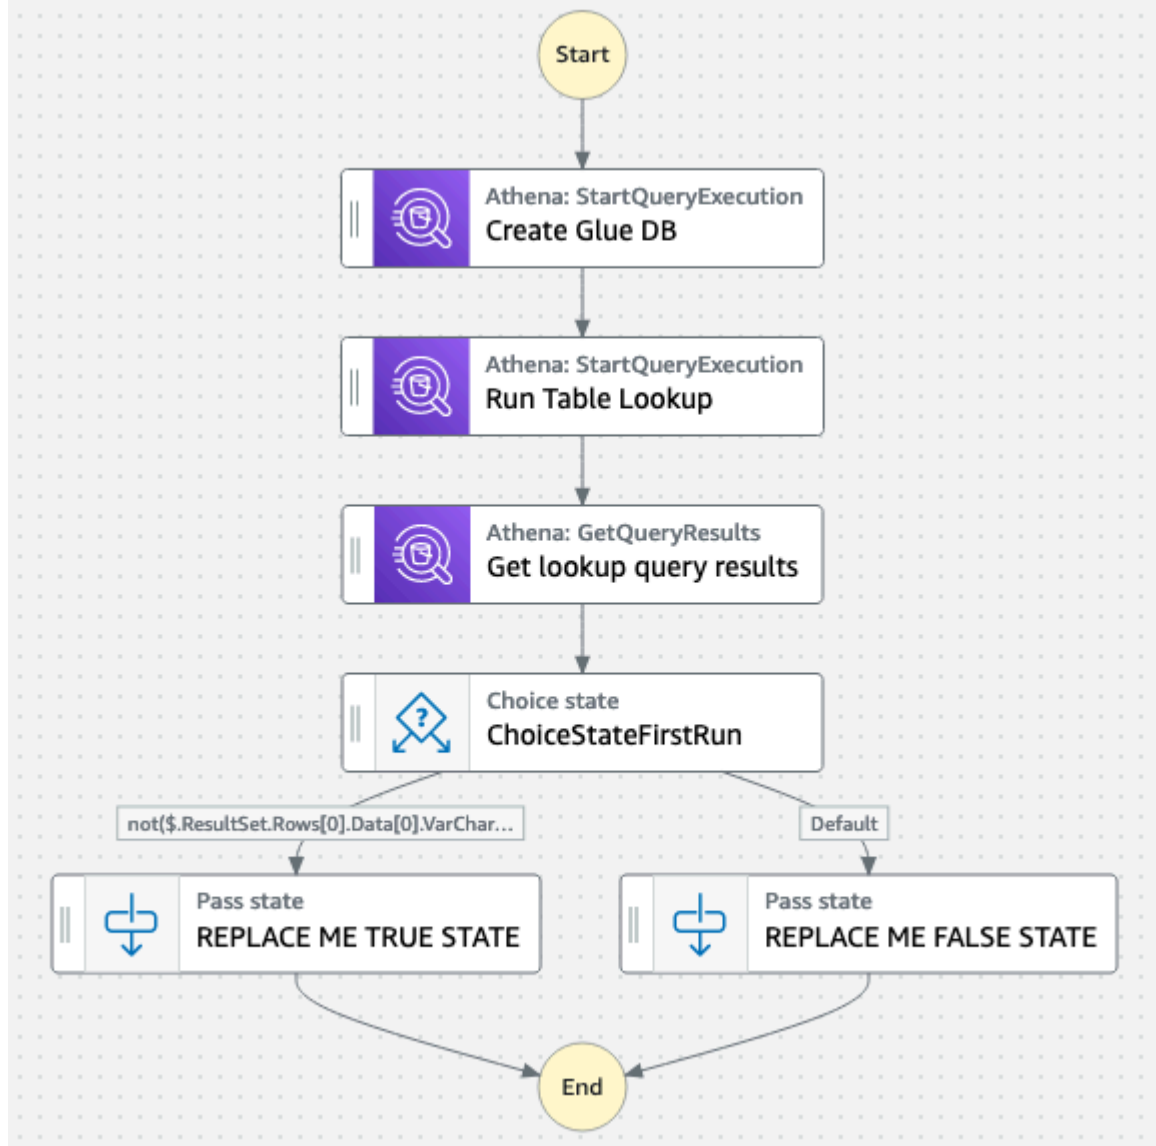 Start
Athena: StartQueryExecution
Create Glue DB
Athena: StartQueryExecution
Run Table Lookup
Athena: GetQueryResults
Get lookup query results
Choice state
ChoiceStateFirstRun
not($.ResultSet.Rows[0].Data[0].VarChar...
Default
Pass state
REPLACE ME TRUE STATE
Pass state
REPLACE ME FALSE STATE
End